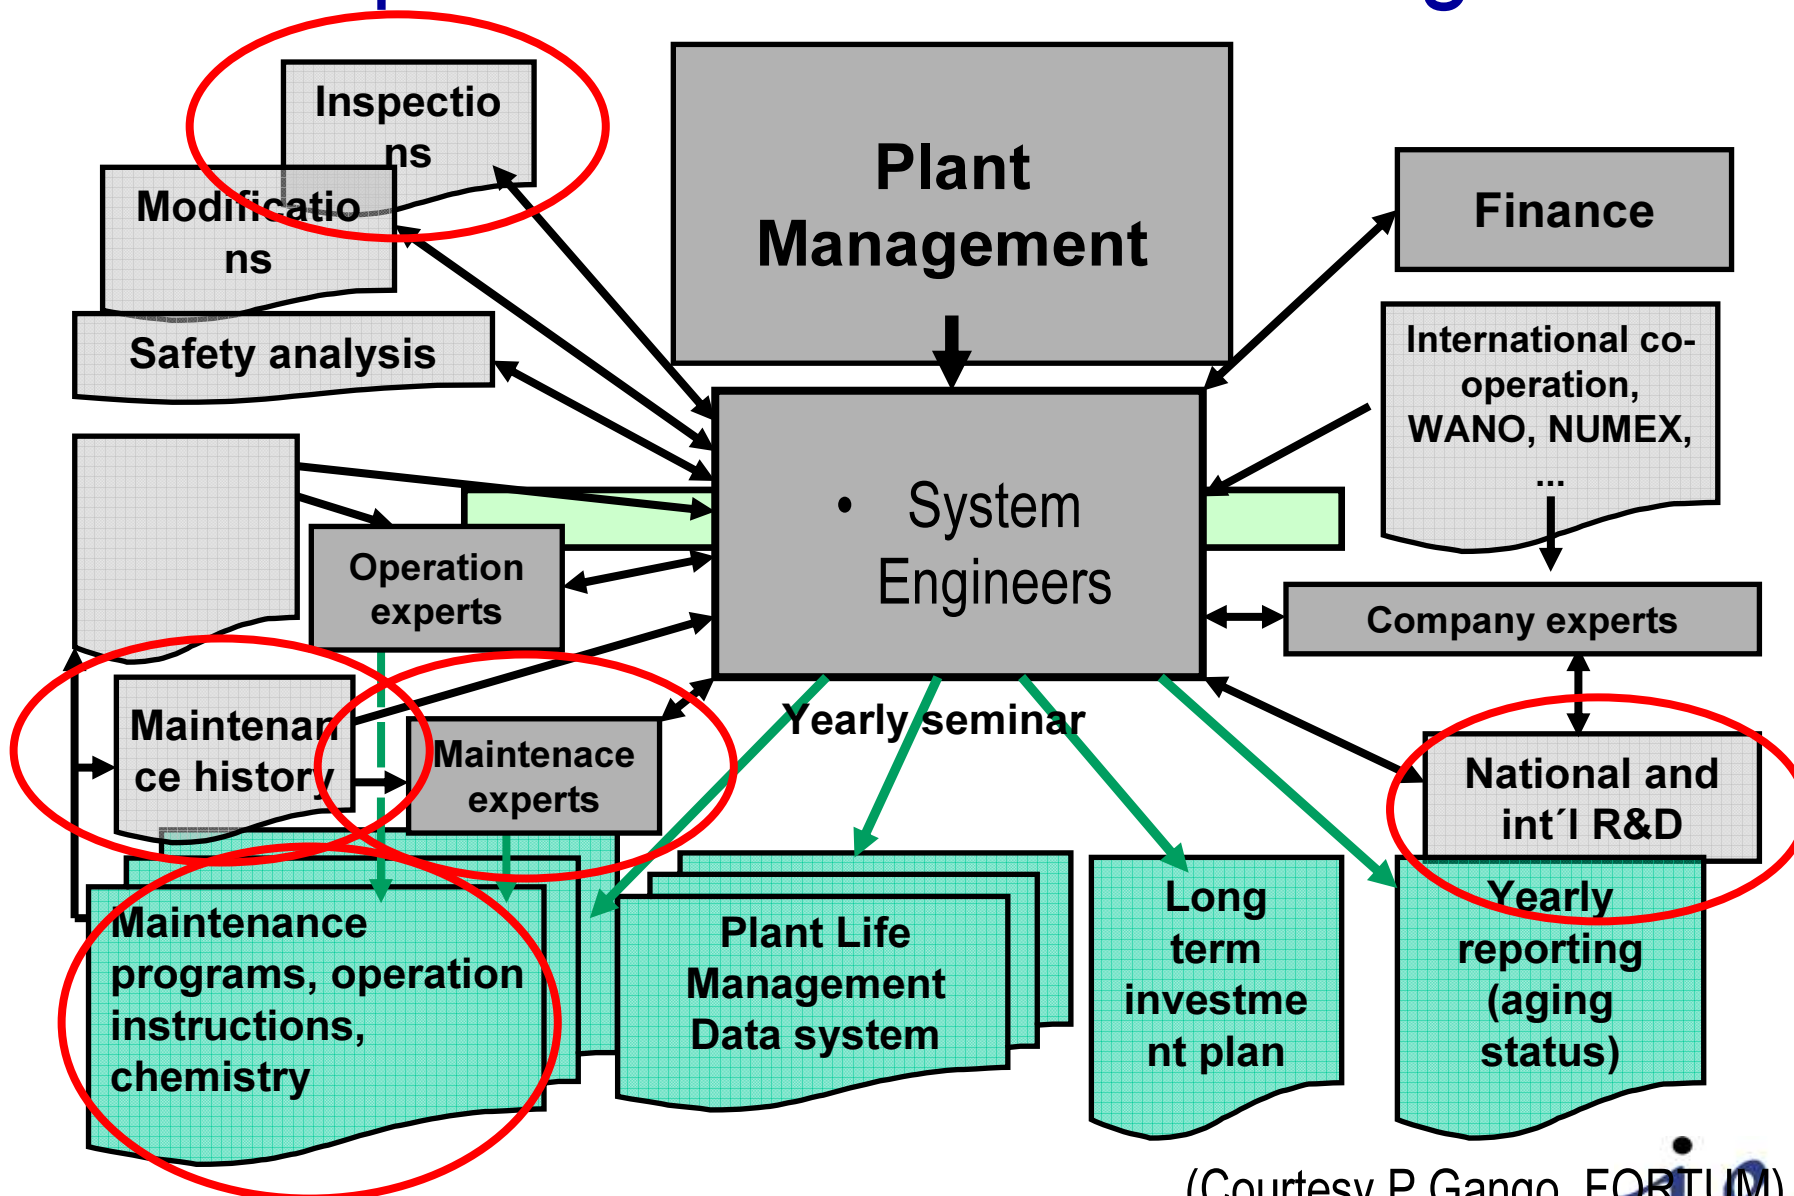 Inspectio
ns
Modificatio
ns
Safety analysis
Plant
Management
Finance
International co-
operation,
WANO, NUMEX,
...
• System
Engineers
Operation
experts
Company experts
Maintenan
ce history
Maintenace
experts
Yearly seminar
National and
int´l R&D
Maintenance
programs, operation
instructions,
chemistry
Plant Life
Management
Data system
Long
term
investme
nt plan
Yearly
reporting
(aging
status)
(Courtesy P Gango, FORTUM)